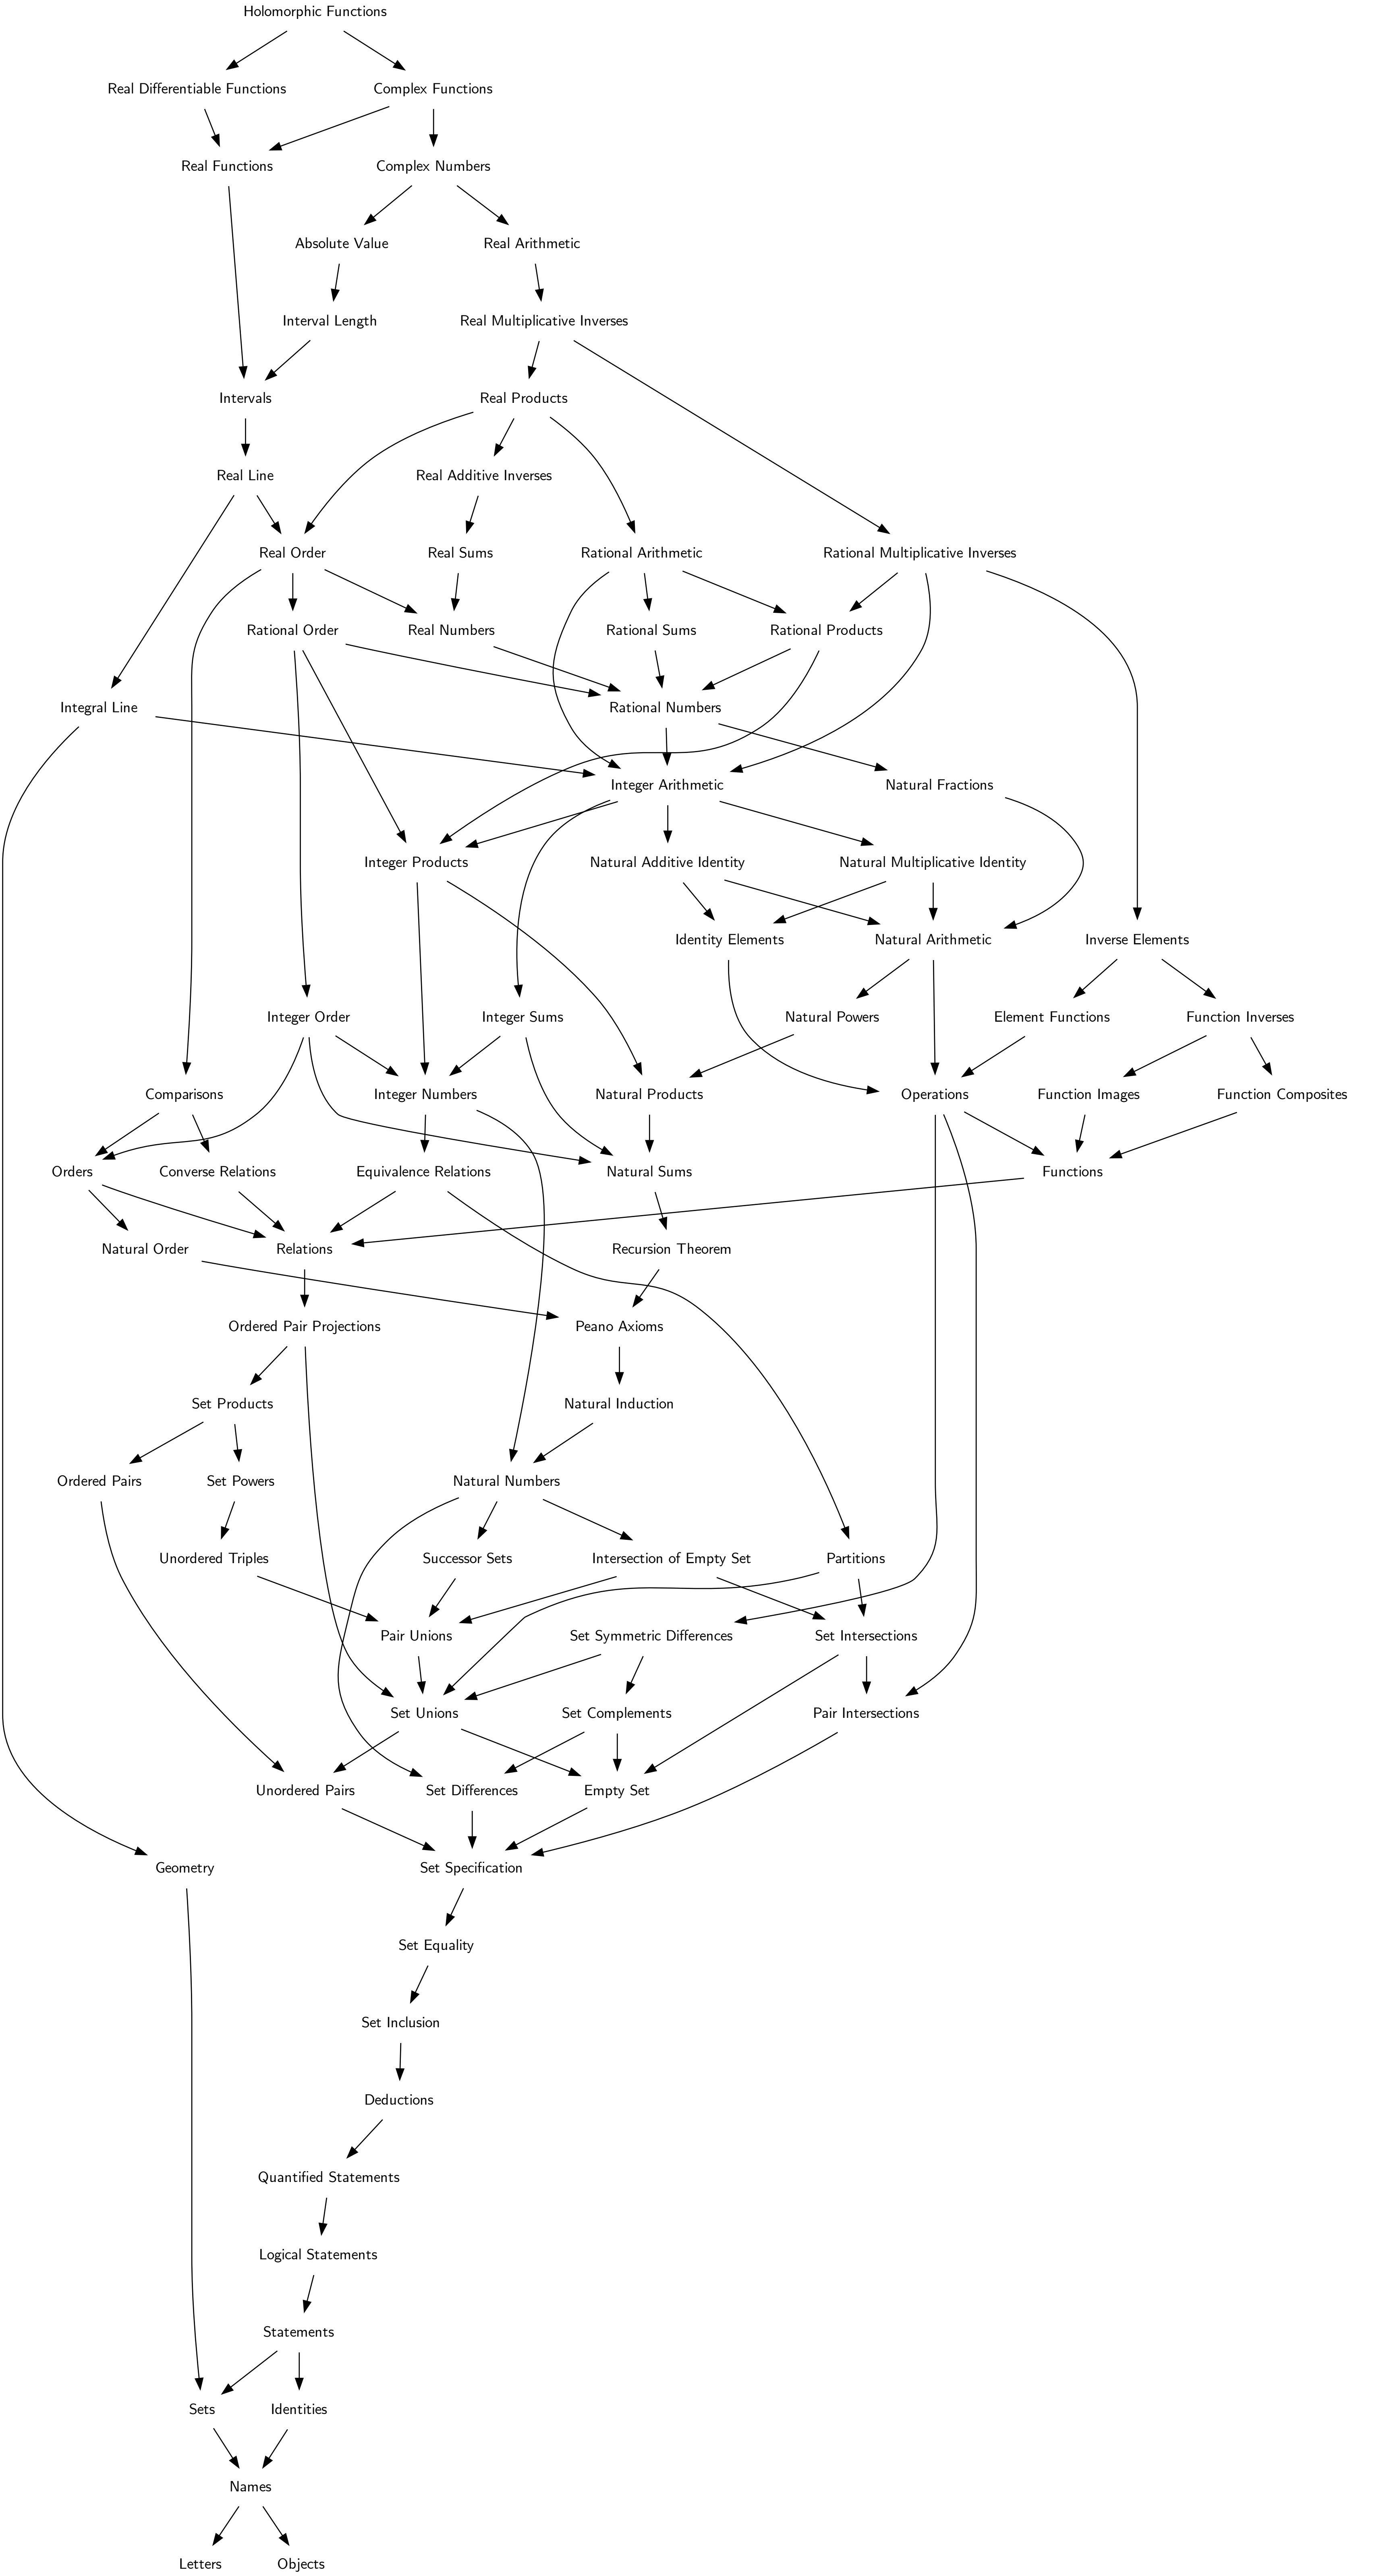 Holomorphic Functions
Real Differentiable Functions
Complex Functions
Real Functions
Complex Numbers
Absolute Value
Real Arithmetic
Interval Length
Real Multiplicative Inverses
Intervals
Real Products
Real Line
Real Additive Inverses
Real Order
Real Sums
Rational Arithmetic
Rational Multiplicative Inverses
Rational Order
Real Numbers
Rational Sums
Rational Products
Integral Line
Rational Numbers
Integer Arithmetic
Natural Fractions
Integer Products
Natural Additive Identity
Natural Multiplicative Identity
Identity Elements
Natural Arithmetic
Inverse Elements
Integer Order
Integer Sums
Natural Powers
Element Functions
Function Inverses
Comparisons
Integer Numbers
Natural Products
Operations
Function Images
Function Composites
Orders
Converse Relations
Equivalence Relations
Natural Sums
Functions
Natural Order
Relations
Recursion Theorem
Ordered Pair Projections
Peano Axioms
Set Products
Natural Induction
Ordered Pairs
Set Powers
Natural Numbers
Unordered Triples
Successor Sets
Intersection of Empty Set
Partitions
Pair Unions
Set Symmetric Differences
Set Intersections
Set Unions
Set Complements
Pair Intersections
Unordered Pairs
Set Differences
Empty Set
Geometry
Set Specification
Set Equality
Set Inclusion
Deductions
Quantified Statements
Logical Statements
Statements
Sets
Identities
Names
Letters
Objects